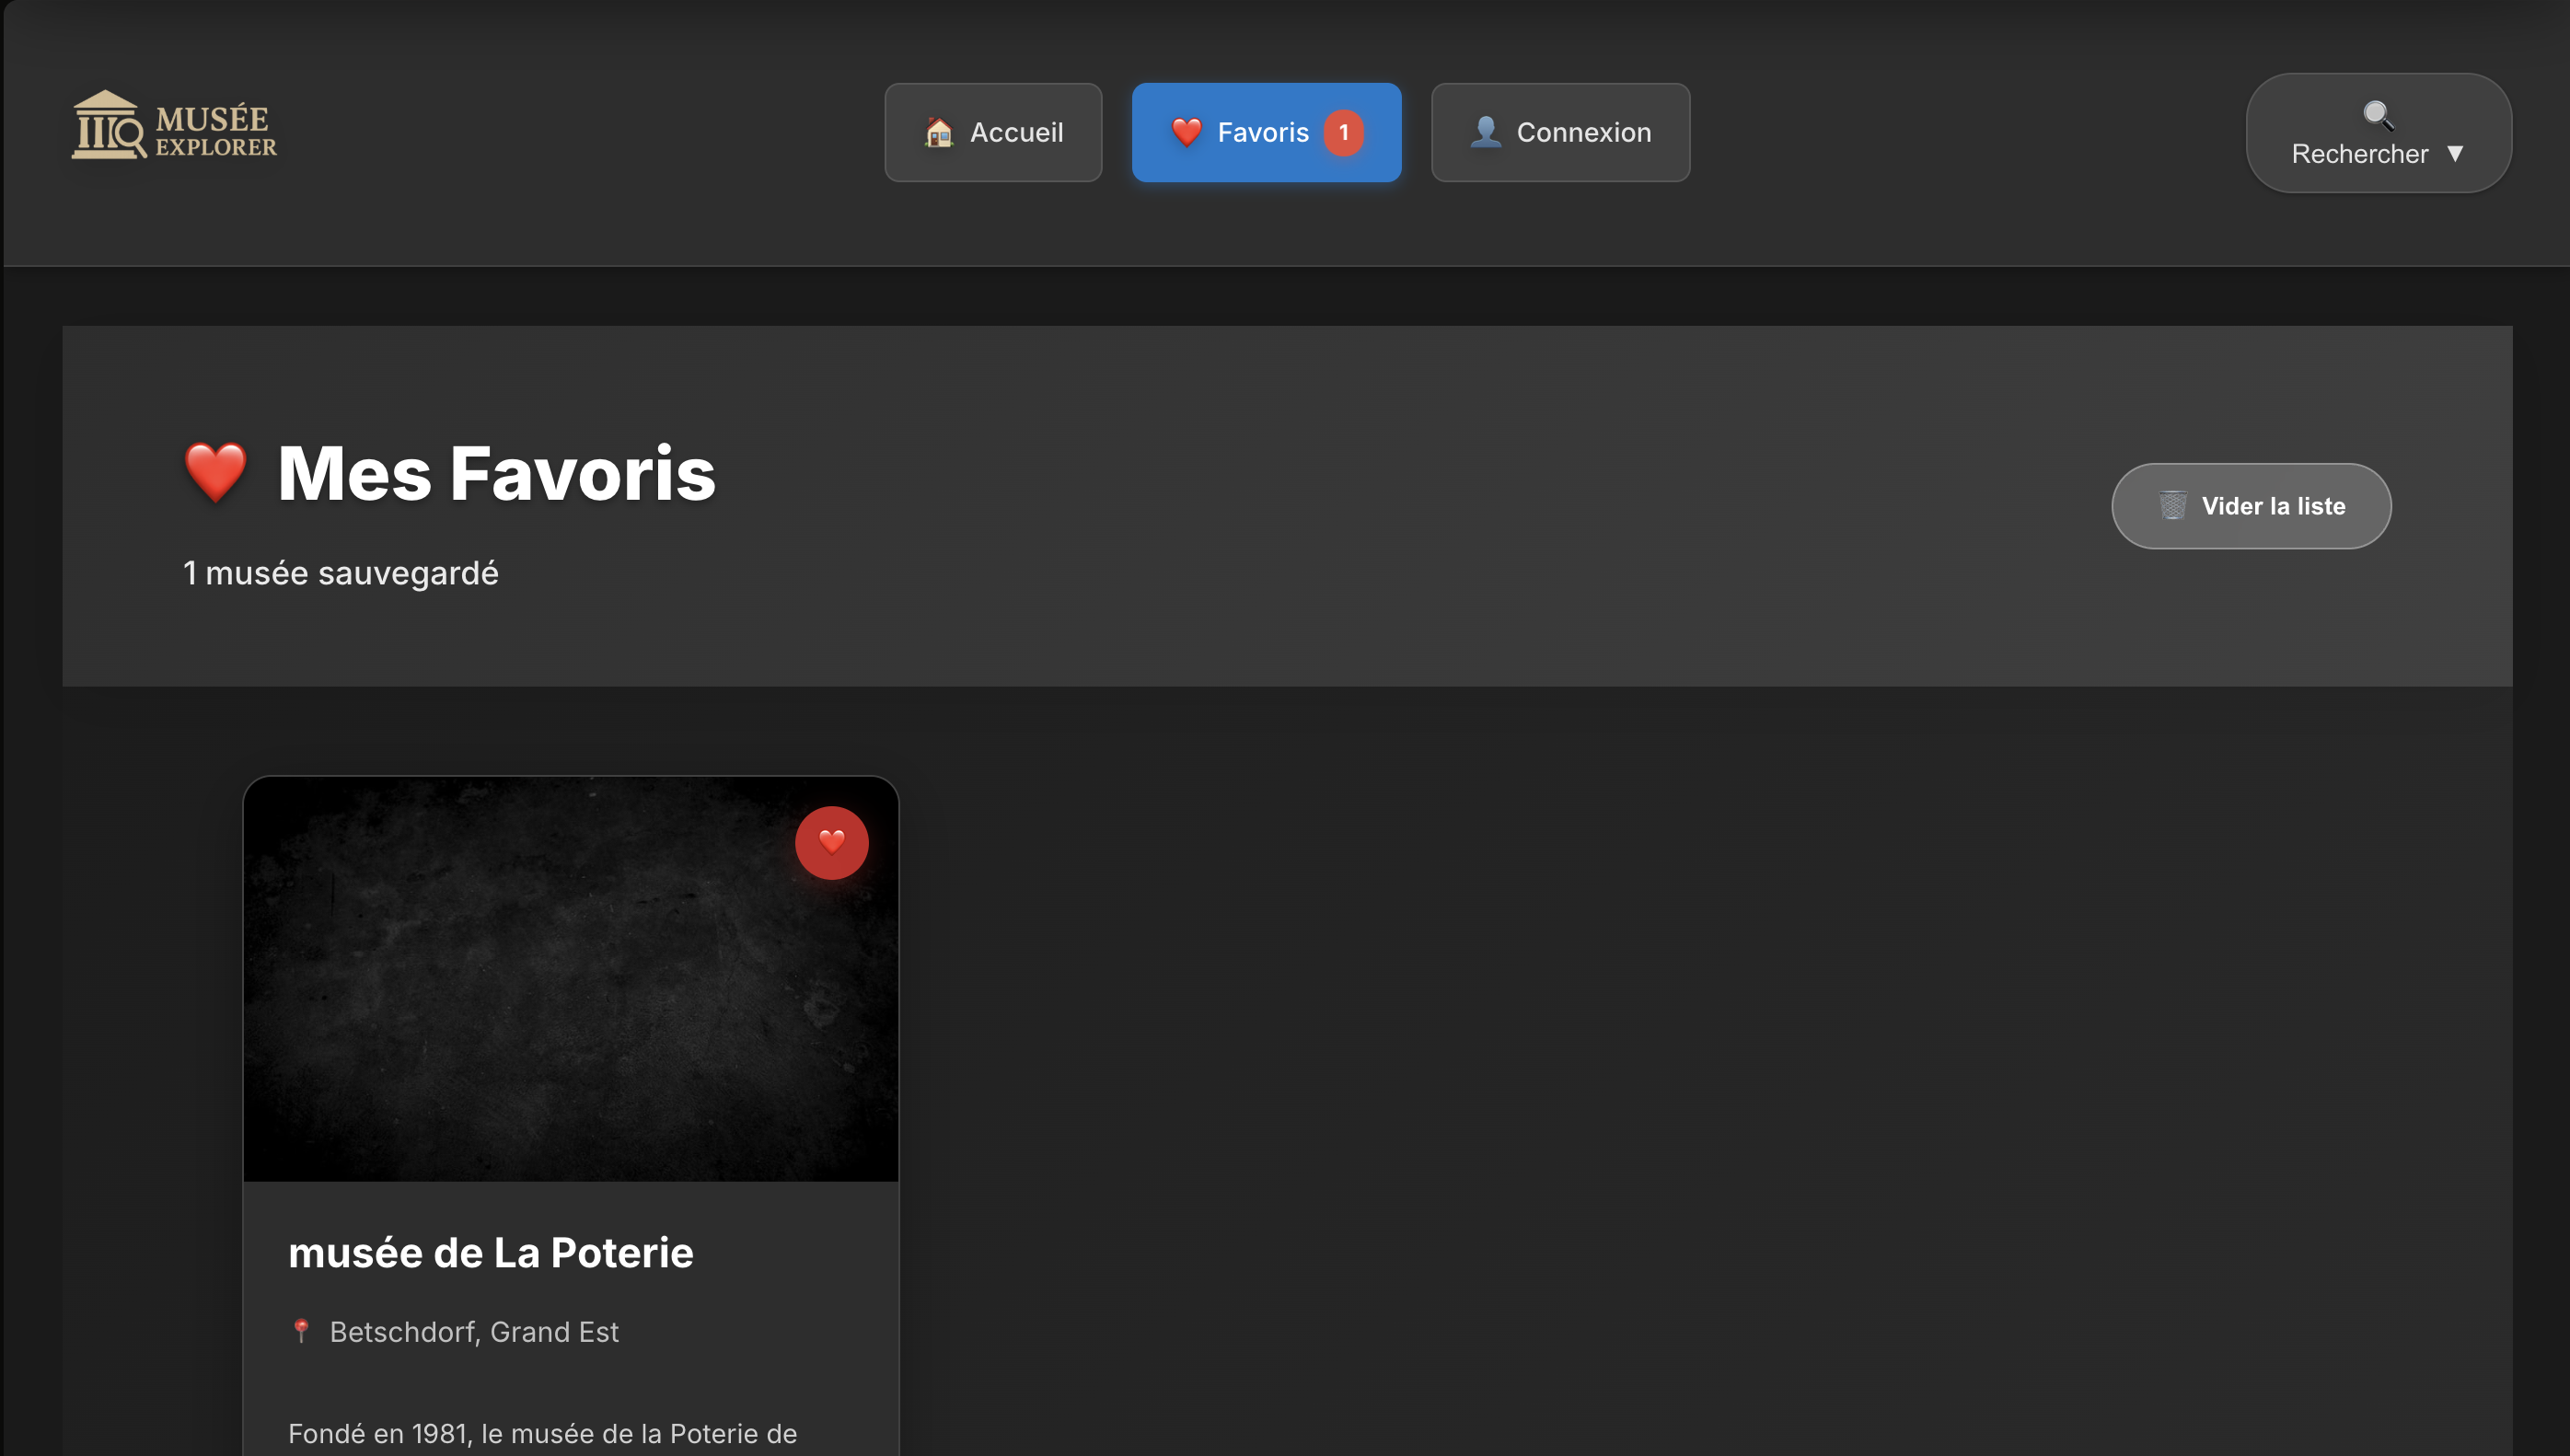 MUSÉE
EXPLORER
Accueil
Favoris 1
Connexion
Rechercher ▼
Mes Favoris
1 musée sauvegardé
Vider la liste
musée de La Poterie
Betschdorf, Grand Est
Fondé en 1981, le musée de la Poterie de